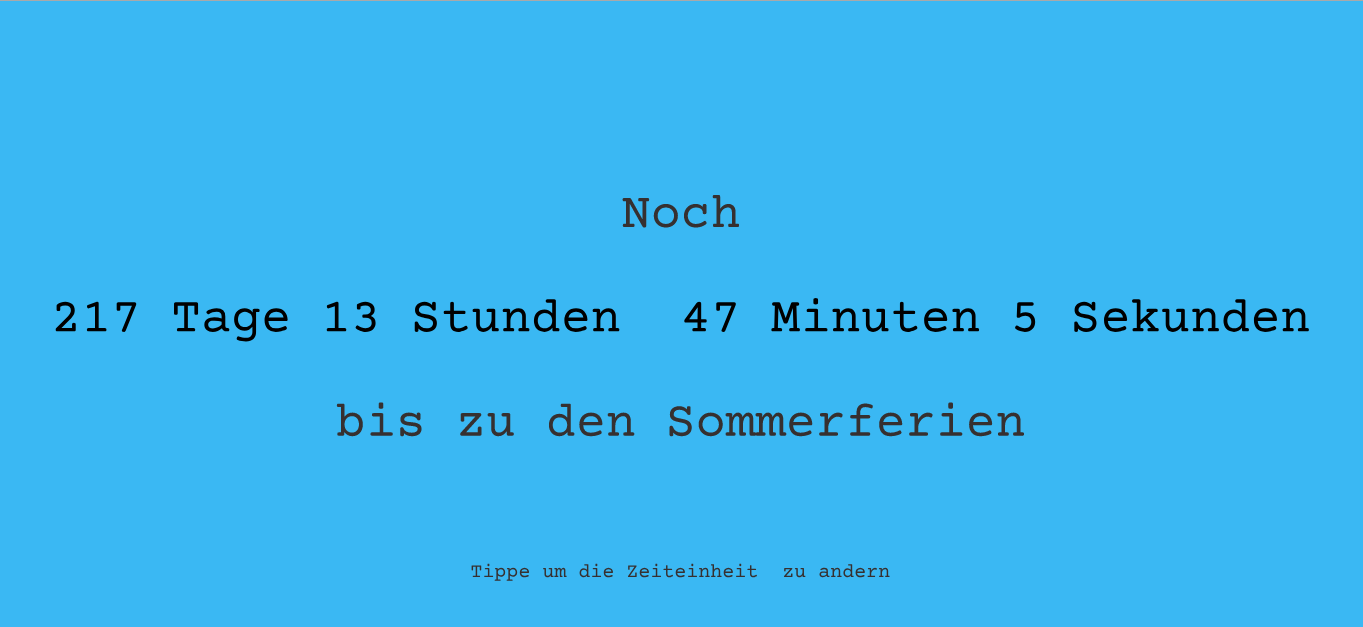 Noch
217 Tage 13 Stunden  47 Minuten 5 Sekunden
bis zu den Sommerferien
Tippe um die Zeiteinheit  zu andern